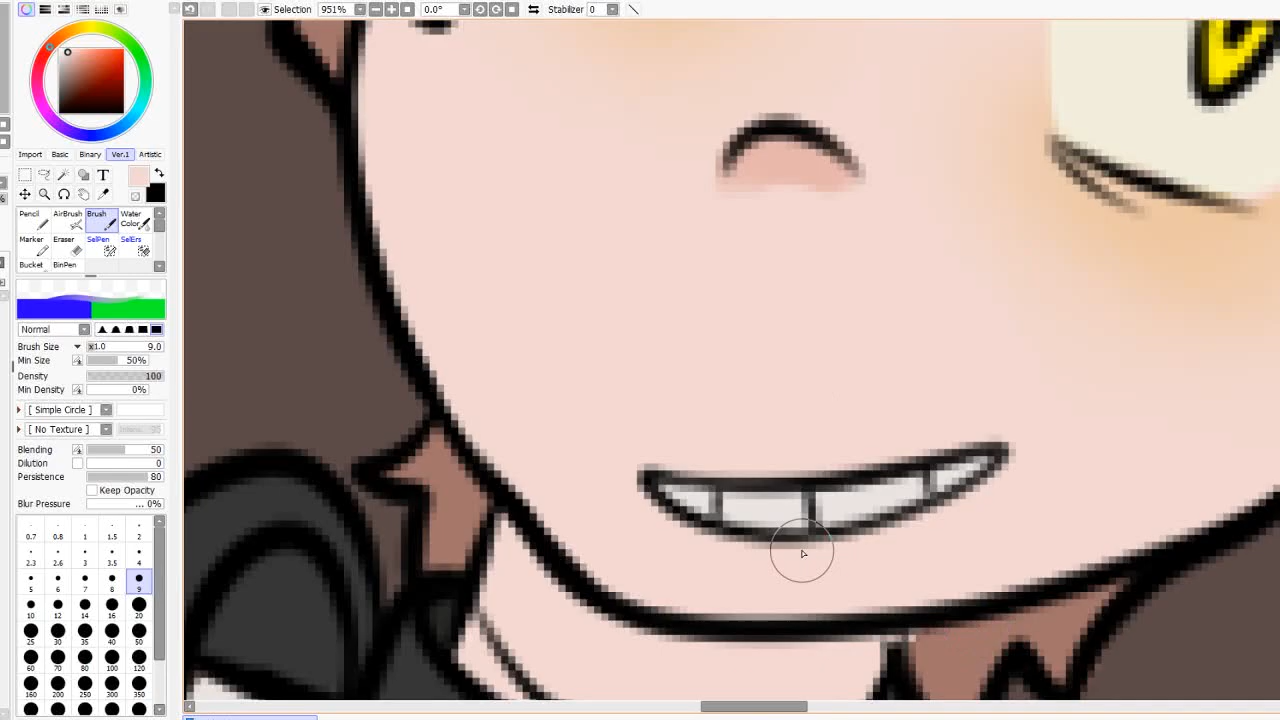 Selection 951% 0.0° Stabilizer 0
Import Basic Binary Ver.1 Artistic
T
Pencil AirBrush Brush Water Color
Marker Eraser SelPen SelErs
Bucket BinPen
Normal
Brush Size x1.0 9.0
Min Size 50%
Density 100
Min Density 0%
[ Simple Circle ]
[ No Texture ]
Blending 50
Dilution 0
Persistence 80
Keep Opacity
Blur Pressure ... 0%
0.7 0.8 1 1.5 2
2.3 2.6 3 3.5 4
5 6 7 8 9
10 12 14 16 20
25 30 35 40 50
60 70 80 100 120
160 200 250 300 350